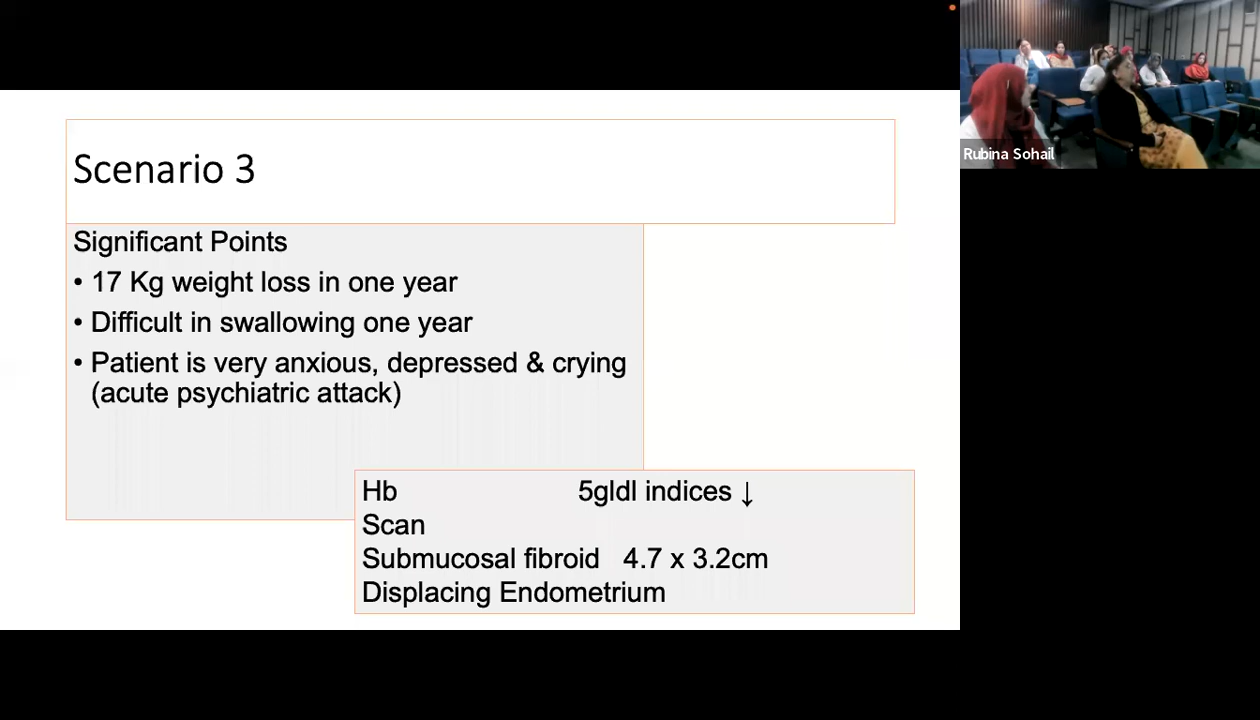 Scenario 3
Significant Points
• 17 Kg weight loss in one year
• Difficult in swallowing one year
• Patient is very anxious, depressed & crying
(acute psychiatric attack)
Hb 5gldl indices ↓
Scan
Submucosal fibroid 4.7 x 3.2cm
Displacing Endometrium
Rubina Sohail